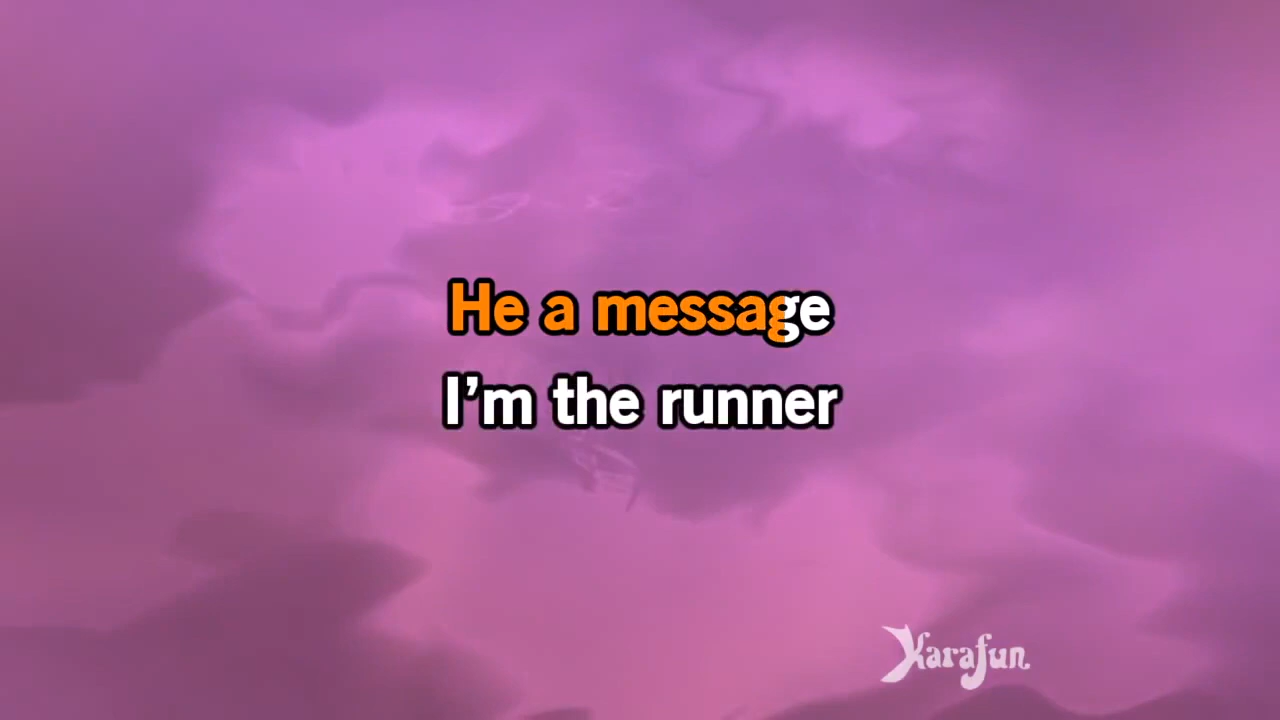 He a message
I’m the runner
Karafun